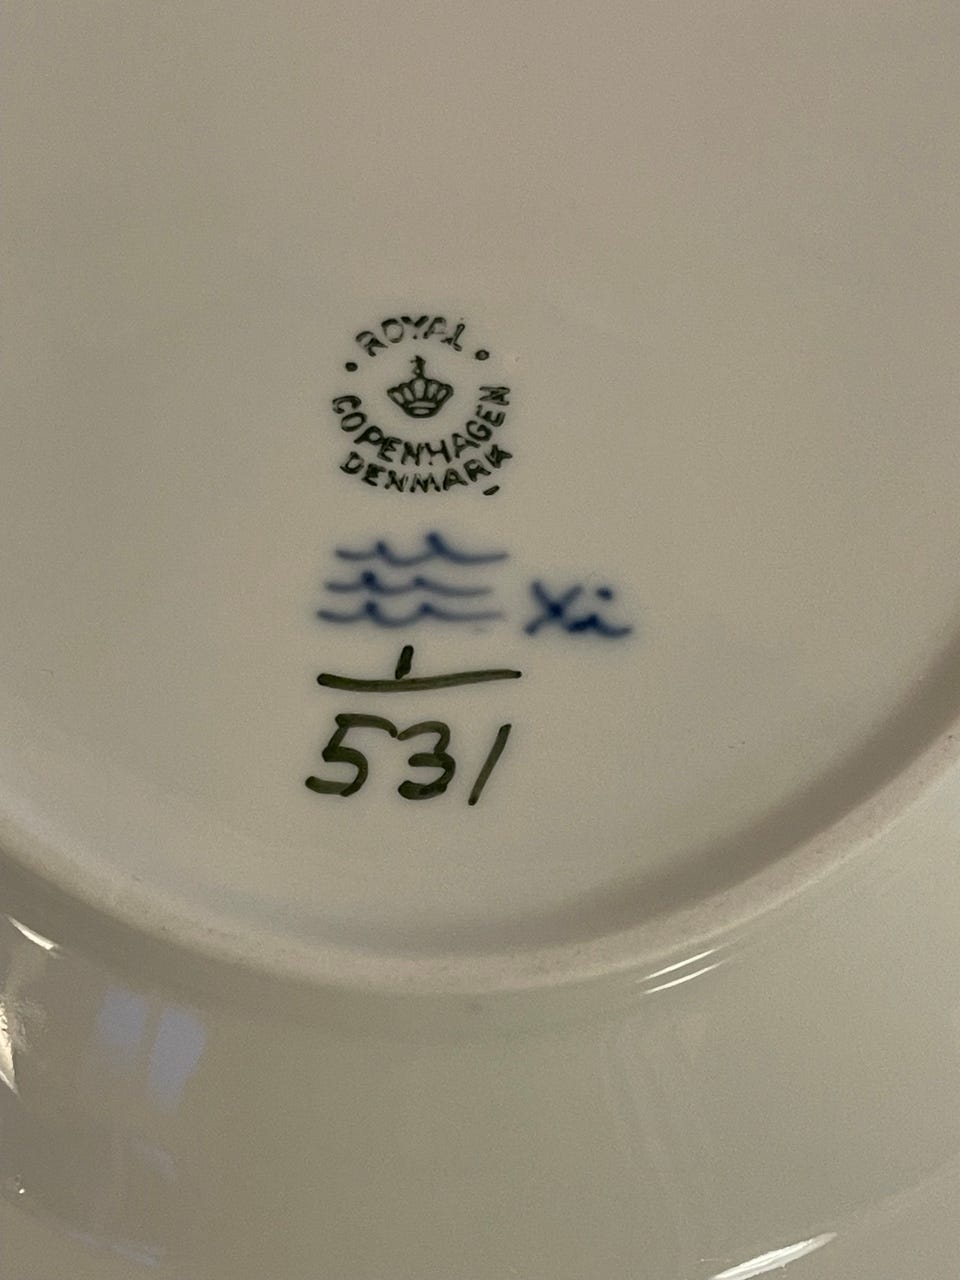 ROYAL
COPENHAGEN
DENMARK
Xi
1
531